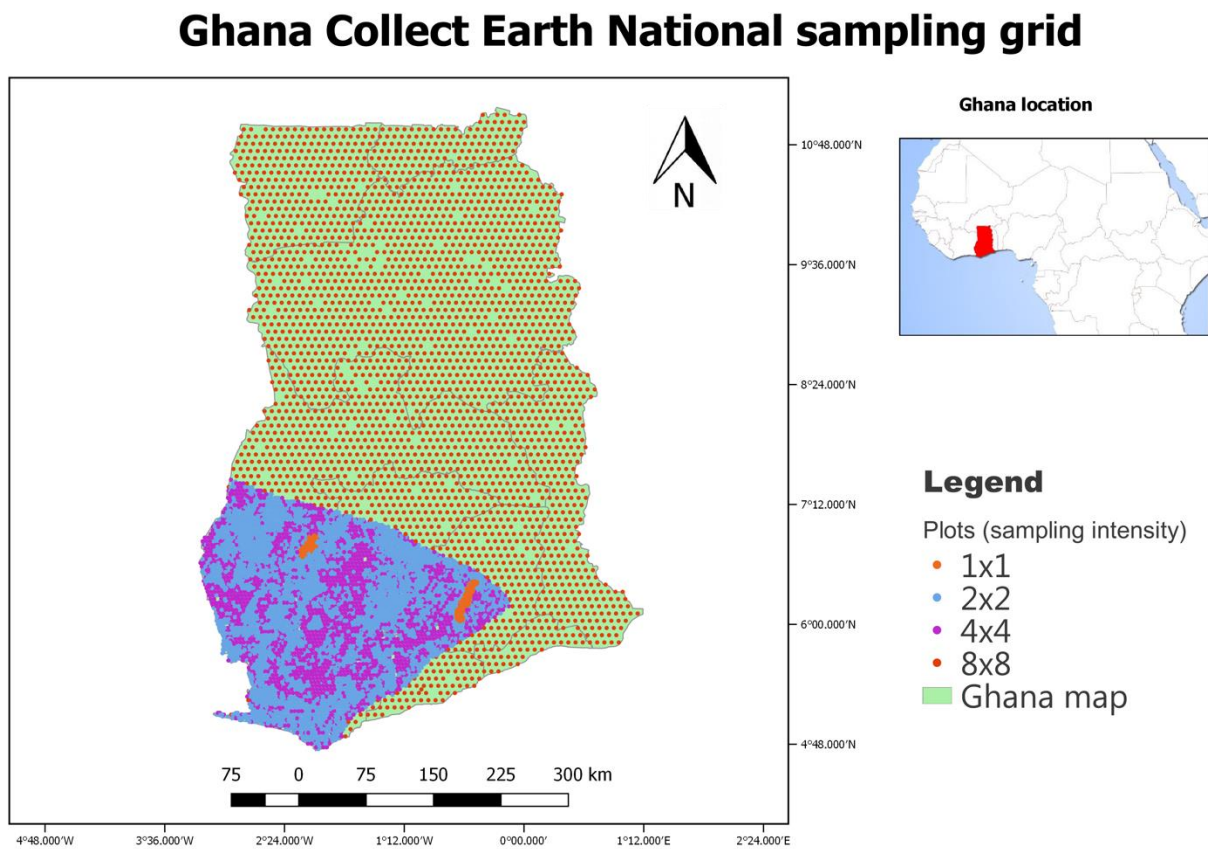 Ghana Collect Earth National sampling grid
Ghana location
N
10°48.000'N
9°36.000'N
8°24.000'N
7°12.000'N
6°00.000'N
4°48.000'N
Legend
Plots (sampling intensity)
1x1
2x2
4x4
8x8
Ghana map
75 0 75 150 225 300 km
4°48.000'W 3°36.000'W 2°24.000'W 1°12.000'W 0°00.000' 1°12.000'E 2°24.000'E